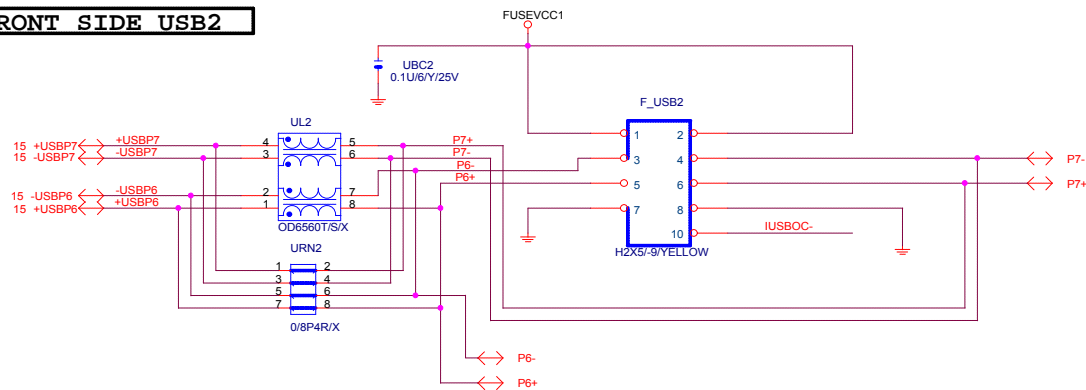 RONT SIDE USB2
FUSEVCC1
UBC2
0.1U/6/Y/25V
F_USB2
UL2
15 +USBP7
+USBP7
4
5
P7+
15 -USBP7
-USBP7
3
6
P7-
P6-
15 -USBP6
-USBP6
2
7
P6+
15 +USBP6
+USBP6
1
8
OD6560T/S/X
1
2
3
4
P7-
5
6
P7+
7
8
10
IUSBOC-
H2X5/-9/YELLOW
URN2
1
2
3
4
5
6
7
8
0/8P4R/X
P6-
P6+